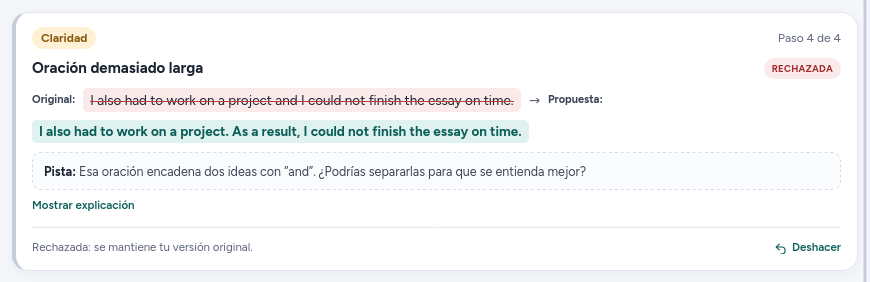 Claridad
Paso 4 de 4
Oración demasiado larga
RECHAZADA
Original: I also had to work on a project and I could not finish the essay on time. → Propuesta:
I also had to work on a project. As a result, I could not finish the essay on time.
Pista: Esa oración encadena dos ideas con “and”. ¿Podrías separarlas para que se entienda mejor?
Mostrar explicación
Rechazada: se mantiene tu versión original.
Deshacer